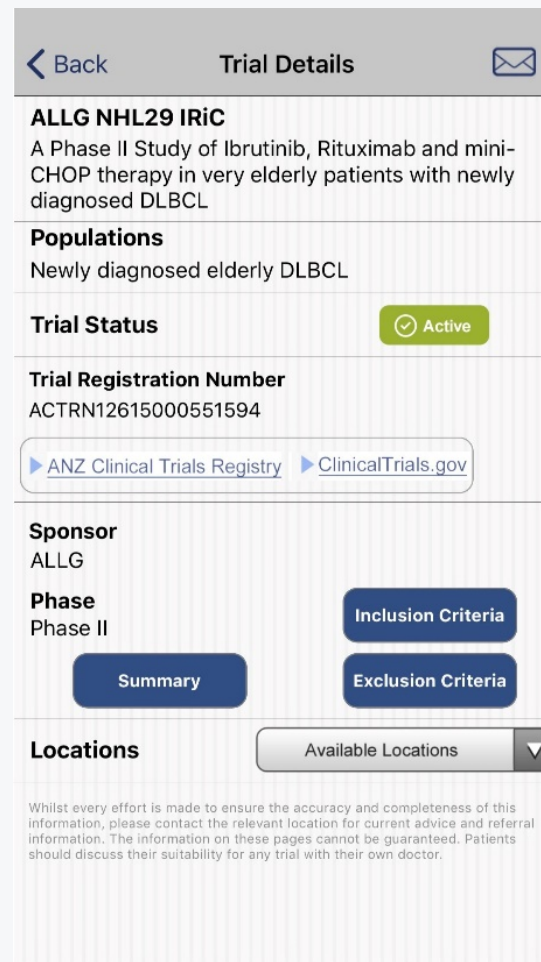 Back
Trial Details
ALLG NHL29 IRiC
A Phase II Study of Ibrutinib, Rituximab and mini-
CHOP therapy in very elderly patients with newly
diagnosed DLBCL
Populations
Newly diagnosed elderly DLBCL
Trial Status
Active
Trial Registration Number
ACTRN12615000551594
ANZ Clinical Trials Registry
ClinicalTrials.gov
Sponsor
ALLG
Phase
Phase II
Inclusion Criteria
Summary
Exclusion Criteria
Locations
Available Locations
Whilst every effort is made to ensure the accuracy and completeness of this
information, please contact the relevant location for current advice and referral
information. The information on these pages cannot be guaranteed. Patients
should discuss their suitability for any trial with their own doctor.